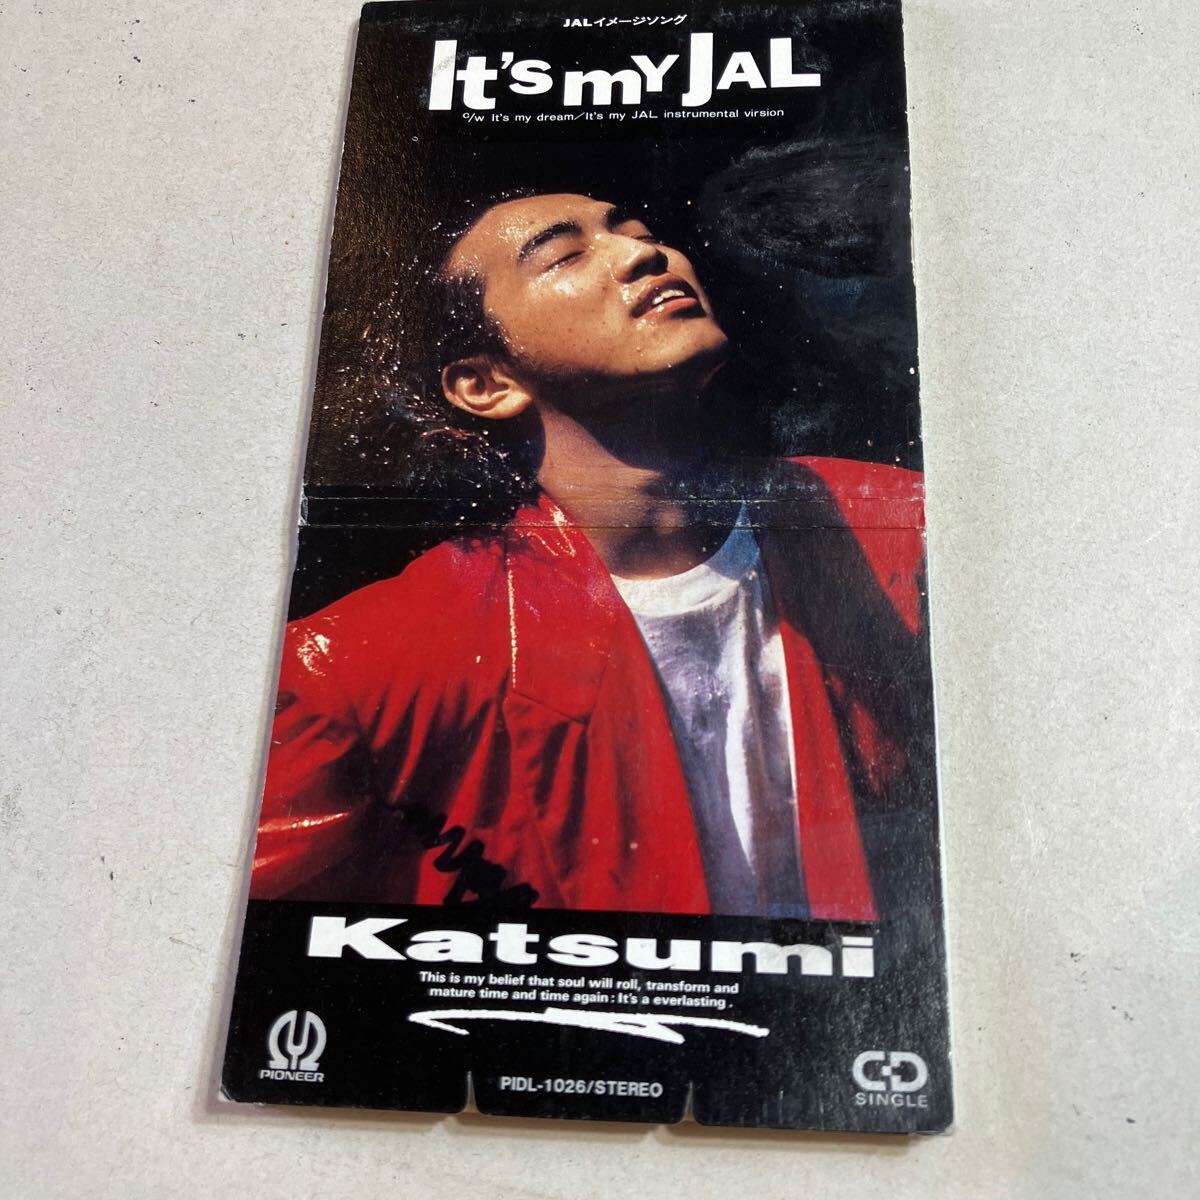 JALイメージソング
It's my JAL
c/w It's my dream/It's my JAL instrumental virsion
Katsumi
This is my belief that soul will roll, transform and
mature time and time again: It's a everlasting.
PIONEER
PIDL-1026/STEREO
CD
SINGLE